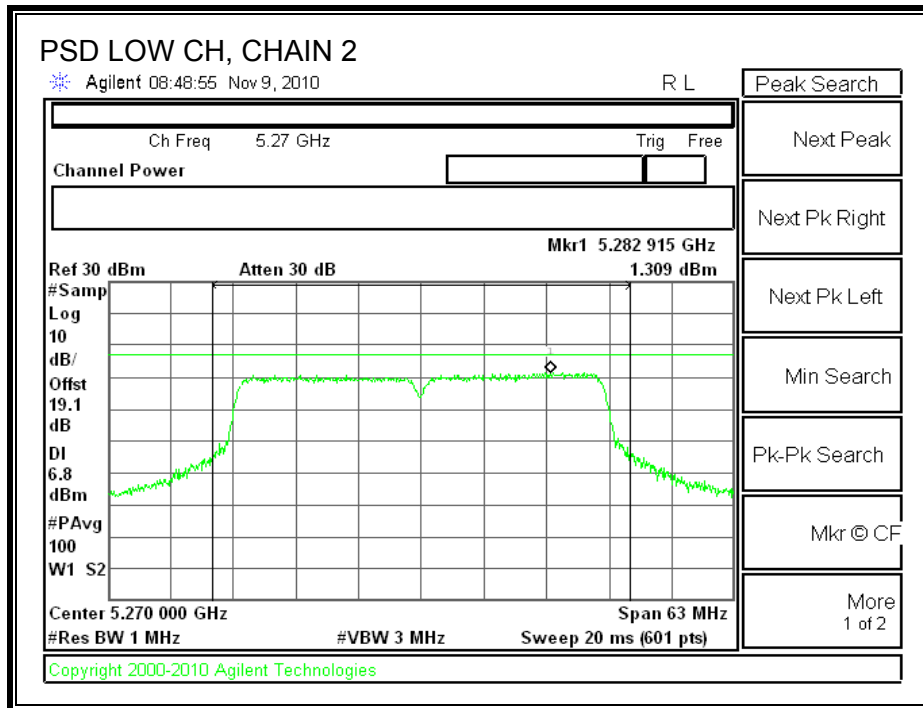 PSD LOW CH, CHAIN 2
Agilent 08:48:55 Nov 9, 2010 R L
Peak Search
Ch Freq 5.27 GHz Trig Free
Next Peak
Channel Power
Next Pk Right
Mkr1 5.282 915 GHz
Ref 30 dBm Atten 30 dB 1.309 dBm
#Samp
Next Pk Left
Log
10
dB/
1
Offst
Min Search
19.1
dB
DI
Pk-Pk Search
6.8
dBm
#PAvg
Mkr © CF
100
W1 S2
Center 5.270 000 GHz Span 63 MHz
More
1 of 2
#Res BW 1 MHz #VBW 3 MHz Sweep 20 ms (601 pts)
Copyright 2000-2010 Agilent Technologies